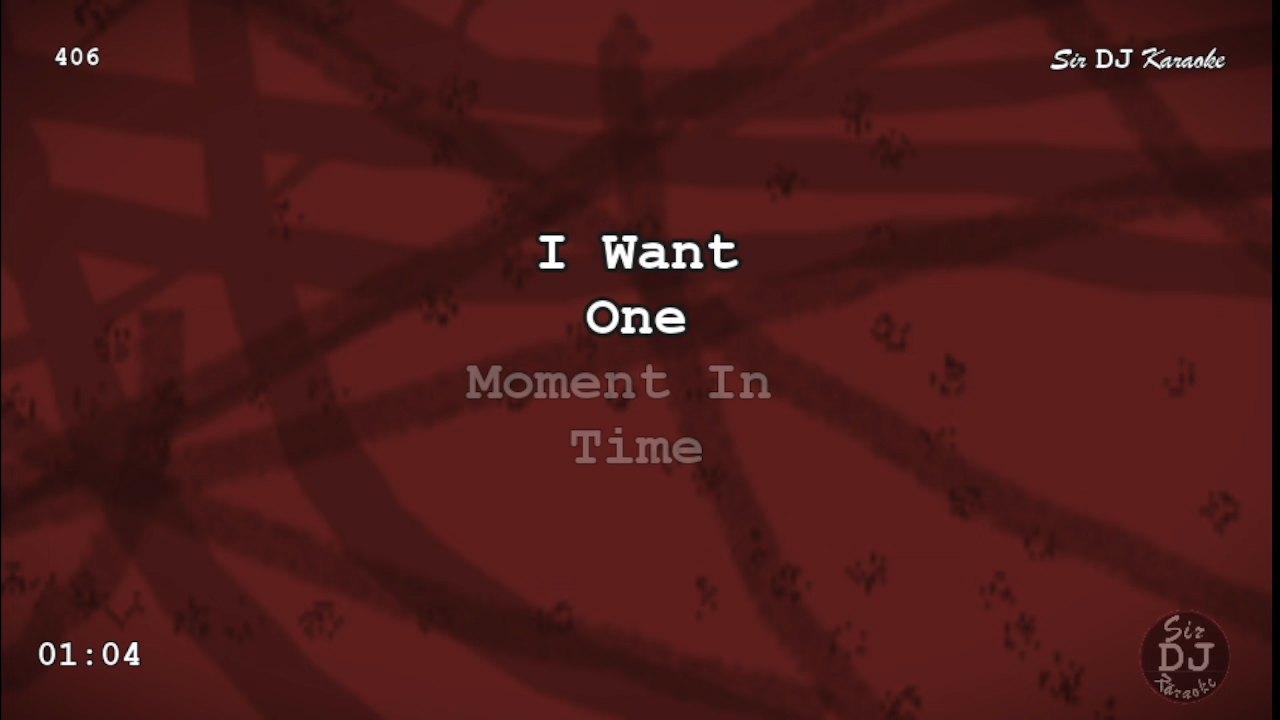 406
Sir DJ Karaoke
I Want
One
Moment In
Time
01:04
Sir
DJ
Karaoke